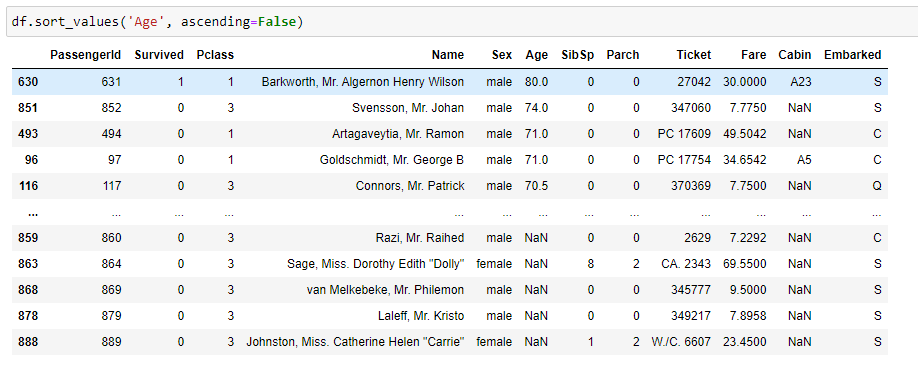 df.sort_values('Age', ascending=False)
PassengerId Survived Pclass Name Sex Age SibSp Parch Ticket Fare Cabin Embarked
630 631 1 1 Barkworth, Mr. Algernon Henry Wilson male 80.0 0 0 27042 30.0000 A23 S
851 852 0 3 Svensson, Mr. Johan male 74.0 0 0 347060 7.7750 NaN S
493 494 0 1 Artagaveytia, Mr. Ramon male 71.0 0 0 PC 17609 49.5042 NaN C
96 97 0 1 Goldschmidt, Mr. George B male 71.0 0 0 PC 17754 34.6542 A5 C
116 117 0 3 Connors, Mr. Patrick male 70.5 0 0 370369 7.7500 NaN Q
... ... ... ... ... ... ... ... ... ... ... ... ...
859 860 0 3 Razi, Mr. Raihed male NaN 0 0 2629 7.2292 NaN C
863 864 0 3 Sage, Miss. Dorothy Edith "Dolly" female NaN 8 2 CA. 2343 69.5500 NaN S
868 869 0 3 van Melkebeke, Mr. Philemon male NaN 0 0 345777 9.5000 NaN S
878 879 0 3 Laleff, Mr. Kristo male NaN 0 0 349217 7.8958 NaN S
888 889 0 3 Johnston, Miss. Catherine Helen "Carrie" female NaN 1 2 W./C. 6607 23.4500 NaN S